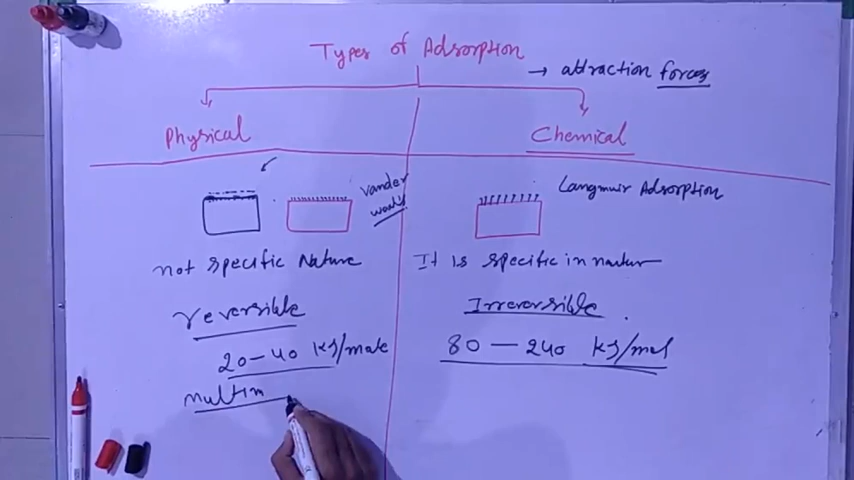 Types of Adsorption
→ attraction forces
Physical
Chemical
vander
waals
Langmuir Adsorption
not specific Nature
It is specific in nature
reversible
Irreversible
20-40 KJ/mole
80 - 240 KJ/mol
multim